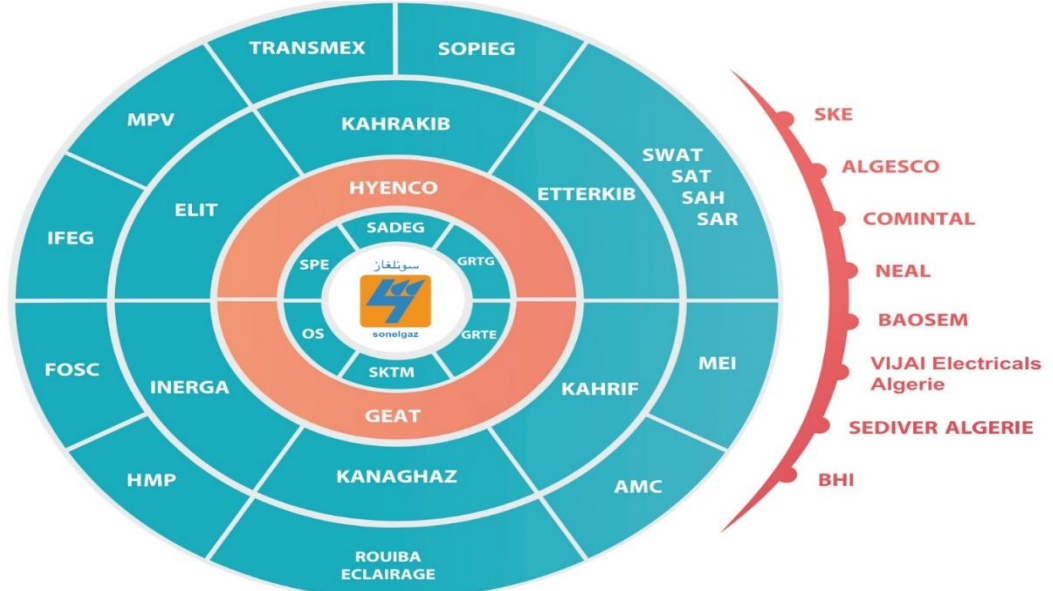 TRANSMEX
SOPIEG
MPV
KAHRAKIB
SWAT
SAT
SAH
SAR
ELIT
HYENCO
ETTERKIB
IFEG
SADEG
SPE
GRTG
سونلغاز
sonelgaz
OS
GRTE
SKTM
FOSC
INERGA
GEAT
KAHRIF
MEI
HMP
KANAGHAZ
AMC
ROUIBA
ECLAIRAGE
SKE
ALGESCO
COMINTAL
NEAL
BAOSEM
VIJAI Electricals
Algerie
SEDIVER ALGERIE
BHI